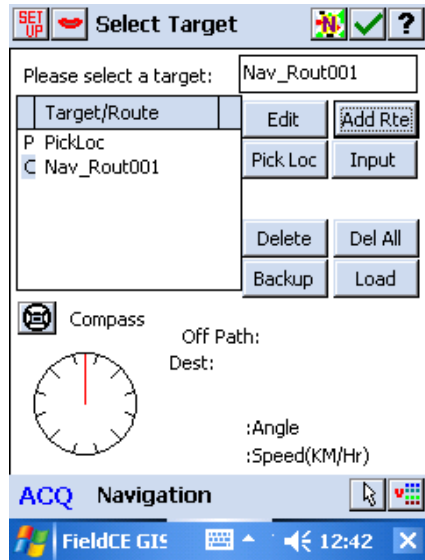 SET UP Select Target N ?
Please select a target: Nav_Rout001
Target/Route
Edit Add Rte
P PickLoc
C Nav_Rout001
Pick Loc Input
Delete Del All
Backup Load
Compass
Off Path:
Dest:
:Angle
:Speed(KM/Hr)
ACQ Navigation V
FieldCE GIS 12:42